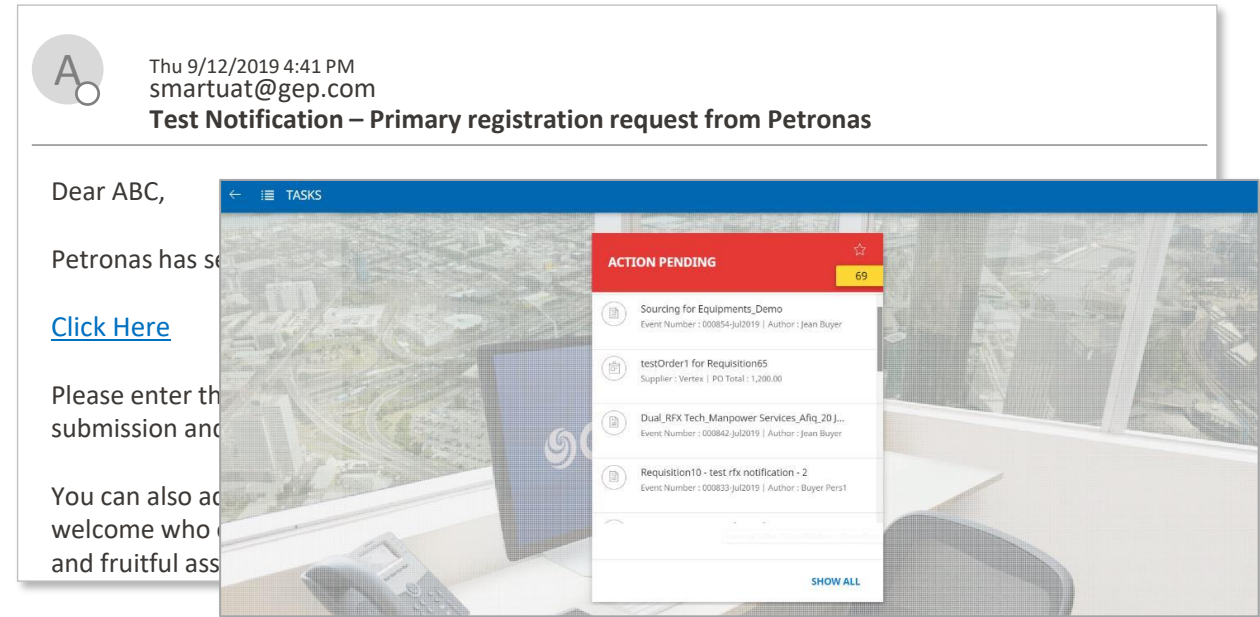 A
Thu 9/12/2019 4:41 PM
smartuat@gep.com
Test Notification – Primary registration request from Petronas
Dear ABC,
Petronas has se
Click Here
Please enter th
submission and
You can also ad
welcome who
and fruitful ass
TASKS
ACTION PENDING
69
Sourcing for Equipments_Demo
Event Number : 000854-Jul2019 | Author : Jean Buyer
testOrder1 for Requisition65
Supplier : Vertex | PO Total : 1,200.00
Dual_RFX Tech_Manpower Services_Afiq_20 J...
Event Number : 000842-Jul2019 | Author : Jean Buyer
Requisition10 - test rfx notification - 2
Event Number : 000833-Jul2019 | Author : Buyer Pers1
SHOW ALL